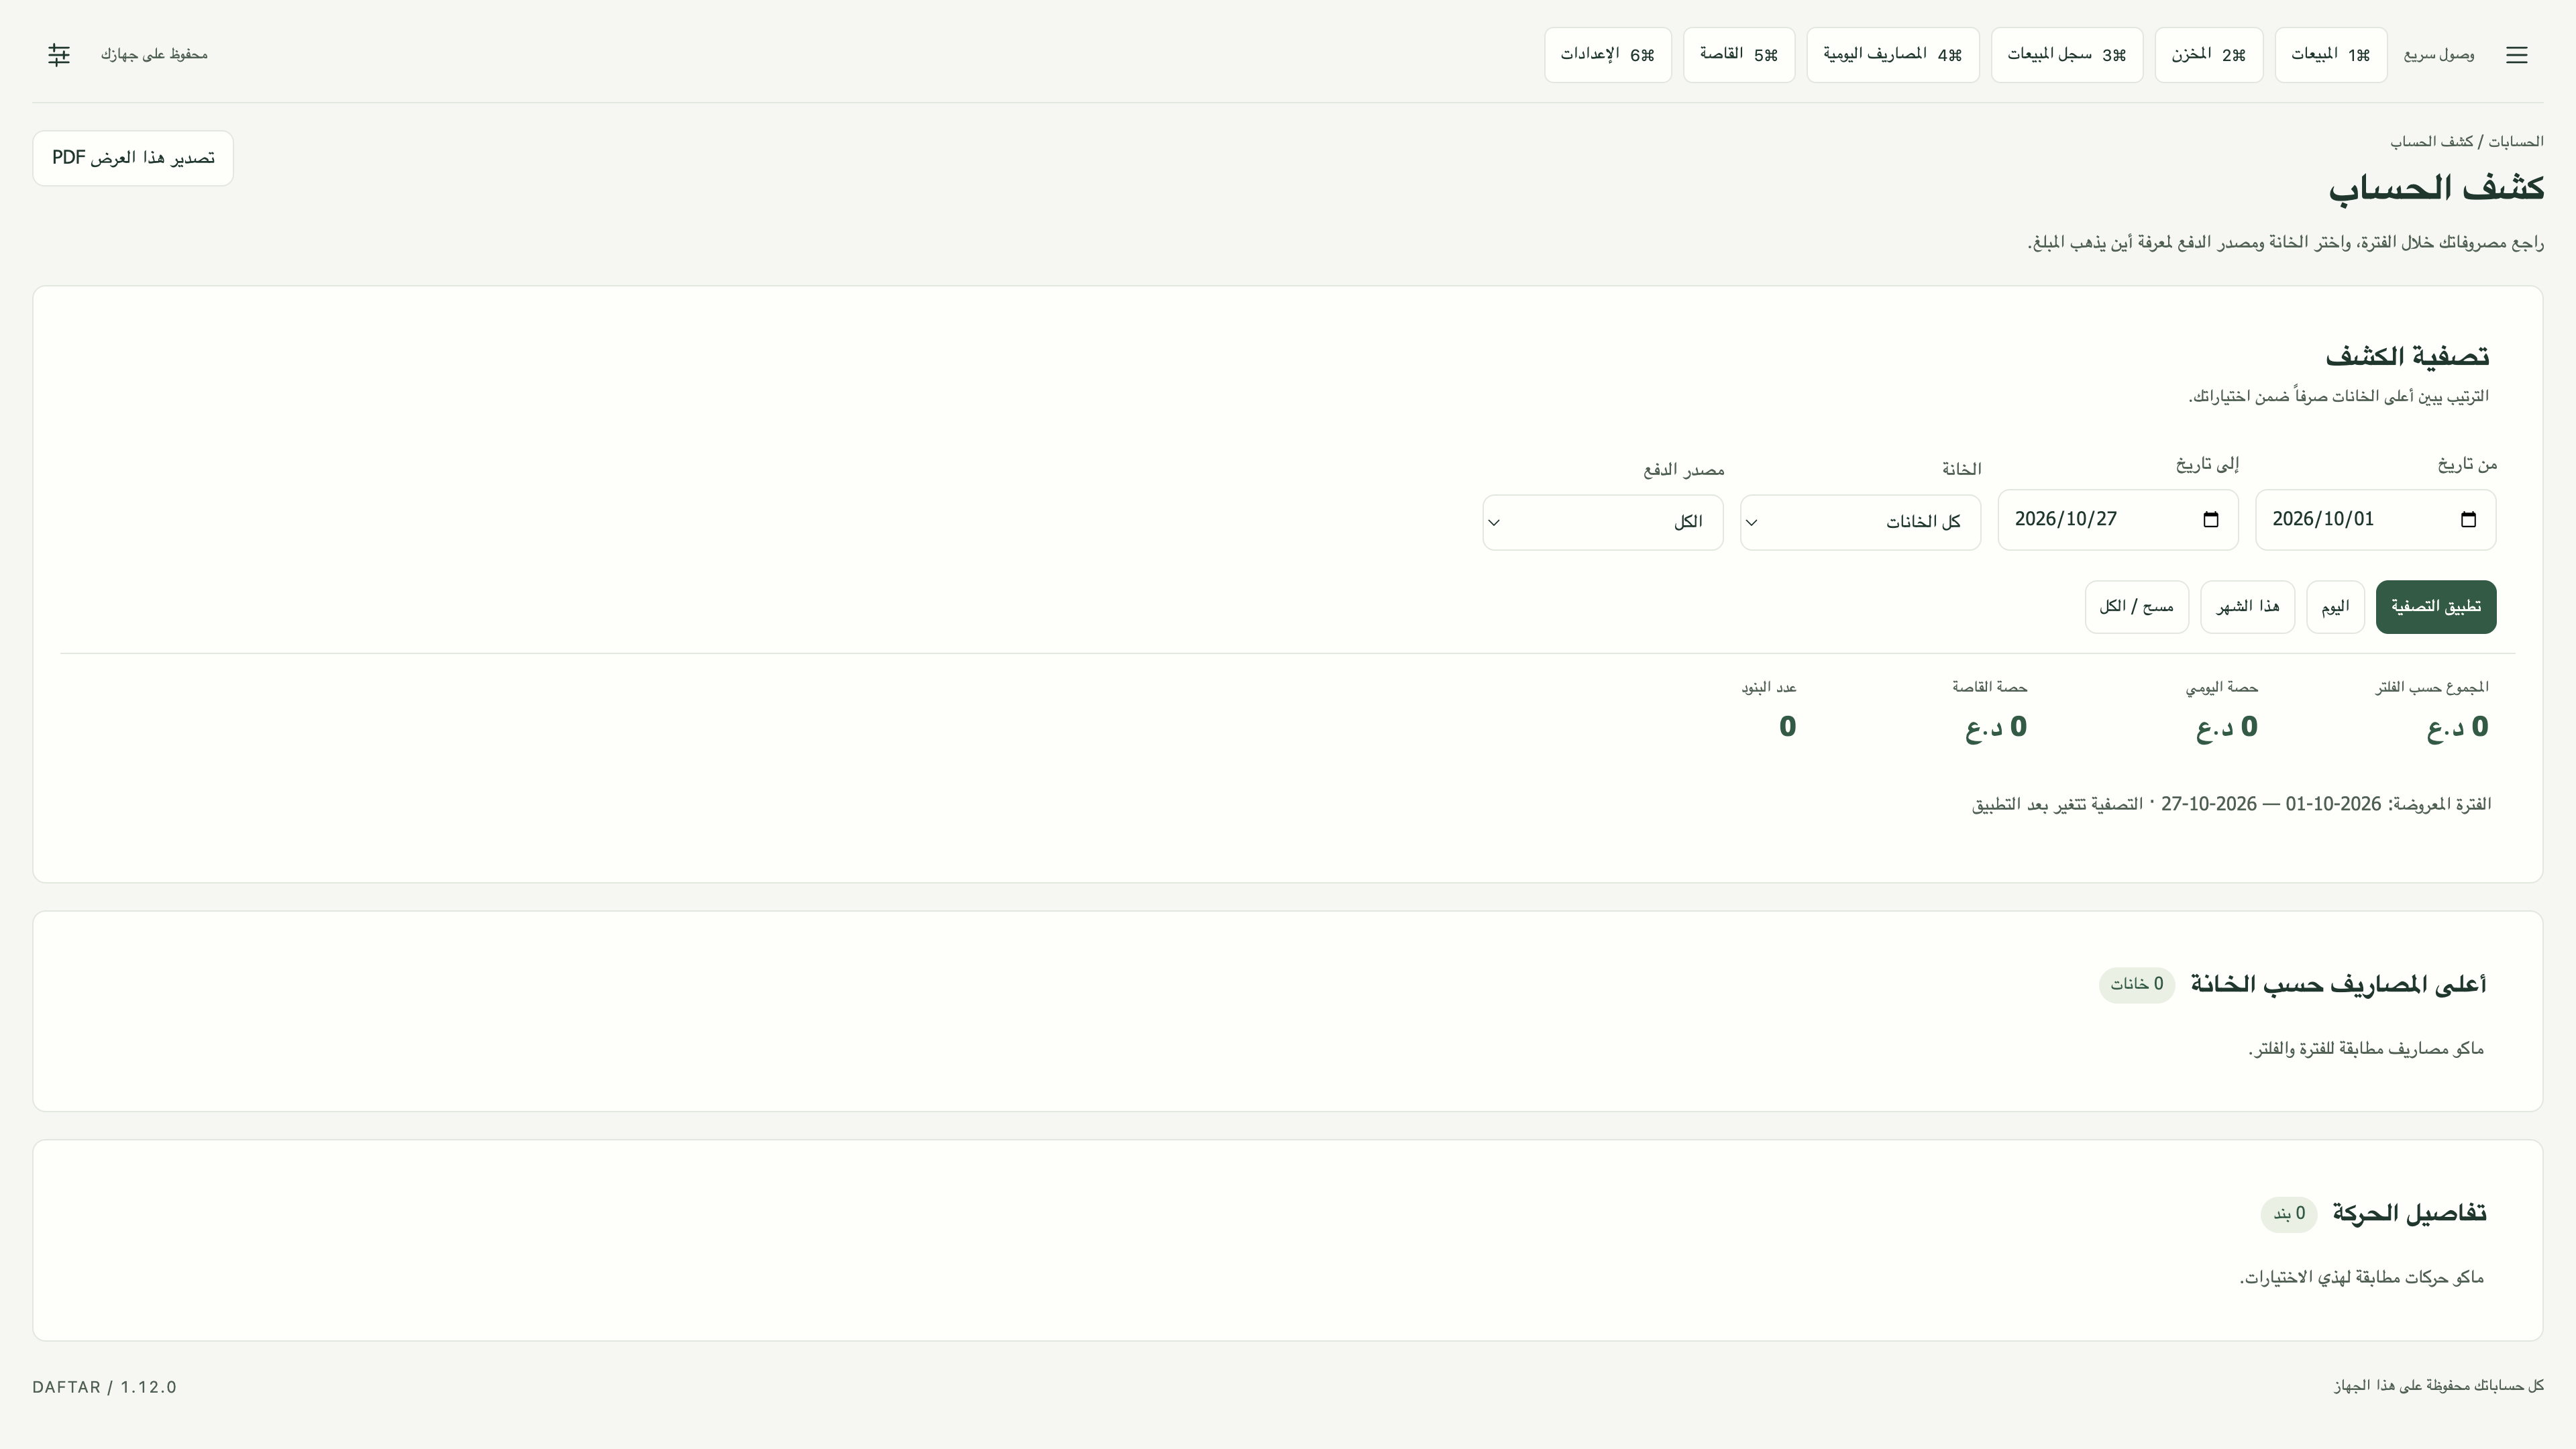 وصول سريع
⌘1 المبيعات
⌘2 المخزن
⌘3 سجل المبيعات
⌘4 المصاريف اليومية
⌘5 القاصة
⌘6 الإعدادات
محفوظ على جهازك
الحسابات / كشف الحساب
كشف الحساب
راجع مصروفاتك خلال الفترة، واختر الخانة ومصدر الدفع لمعرفة أين يذهب المبلغ.
تصدير هذا العرض PDF
تصفية الكشف
الترتيب يبين أعلى الخانات صرفاً ضمن اختياراتك.
من تاريخ
2026/10/01
إلى تاريخ
2026/10/27
الخانة
كل الخانات
مصدر الدفع
الكل
تطبيق التصفية
اليوم
هذا الشهر
مسح / الكل
المجموع حسب الفلتر
0 د.ع
حصة اليومي
0 د.ع
حصة القاصة
0 د.ع
عدد البنود
0
الفترة المعروضة: 2026-10-01 — 2026-10-27 · التصفية تتغير بعد التطبيق
أعلى المصاريف حسب الخانة
0 خانات
ماكو مصاريف مطابقة للفترة والفلتر.
تفاصيل الحركة
0 بند
ماكو حركات مطابقة لهذي الاختيارات.
كل حساباتك محفوظة على هذا الجهاز
DAFTAR / 1.12.0